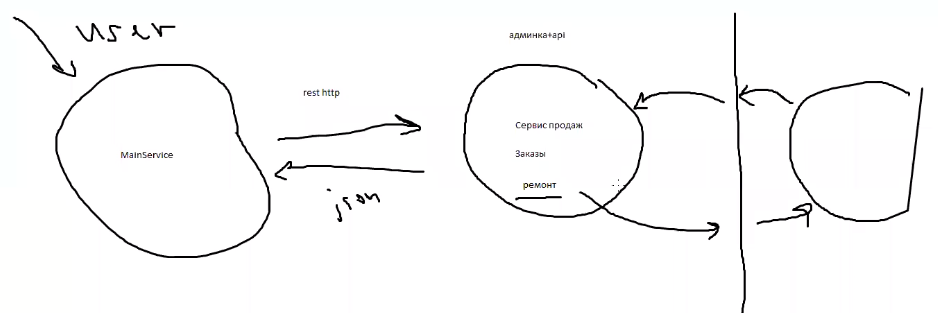 user
админка+api
rest http
MainService
Сервис продаж
Заказы
ремонт
json